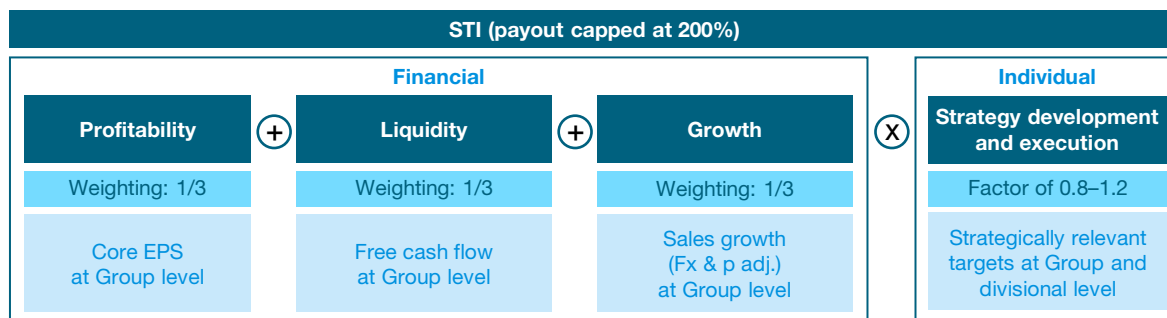 STI (payout capped at 200%)
Financial
Individual
Profitability
+
Liquidity
+
Growth
X
Strategy development
and execution
Weighting: 1/3
Weighting: 1/3
Weighting: 1/3
Factor of 0.8–1.2
Core EPS
at Group level
Free cash flow
at Group level
Sales growth
(Fx & p adj.)
at Group level
Strategically relevant
targets at Group and
divisional level